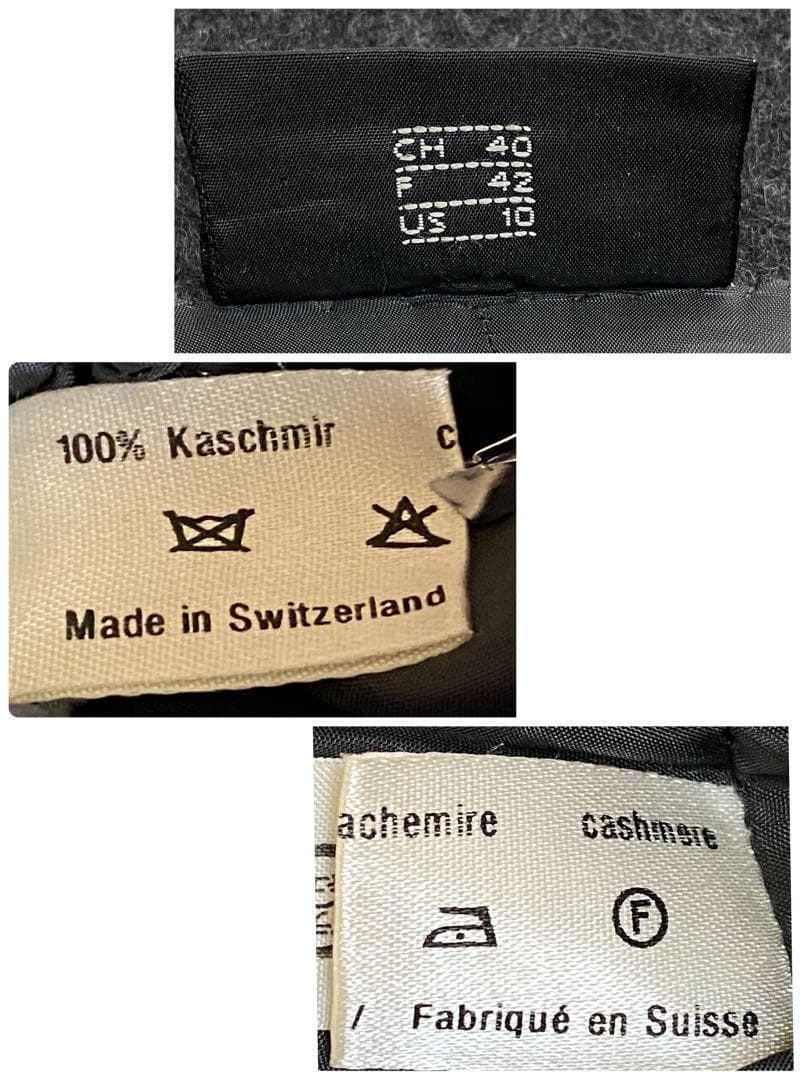 CH 40
F 42
US 10
100% Kaschmir c
Made in Switzerland
achemire cashmere
F
/ Fabriqué en Suisse